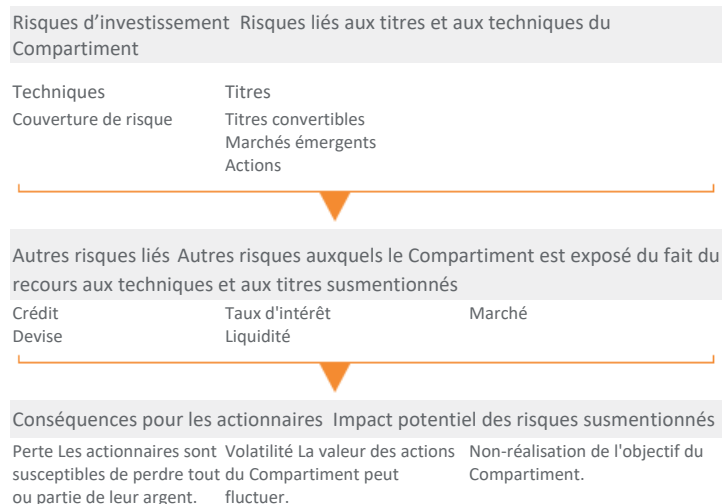 Risques d’investissement Risques liés aux titres et aux techniques du
Compartiment
Techniques Titres
Couverture de risque Titres convertibles
Marchés émergents
Actions
Autres risques liés Autres risques auxquels le Compartiment est exposé du fait du
recours aux techniques et aux titres susmentionnés
Crédit Taux d'intérêt Marché
Devise Liquidité
Conséquences pour les actionnaires Impact potentiel des risques susmentionnés
Perte Les actionnaires sont Volatilité La valeur des actions Non-réalisation de l'objectif du
susceptibles de perdre tout du Compartiment peut Compartiment.
ou partie de leur argent. fluctuer.